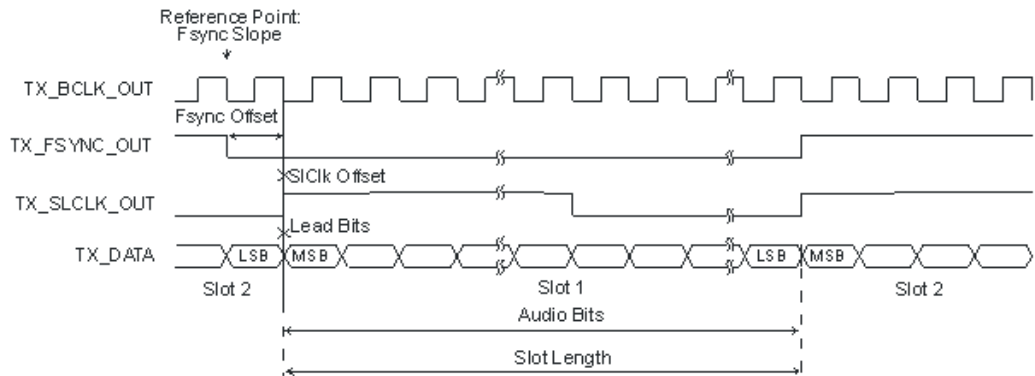 Reference Point:
Fsync Slope
TX_BCLK_OUT
Fsync Offset
TX_FSYNC_OUT
SlClk Offset
TX_SLCLK_OUT
Lead Bits
TX_DATA
LSB
MSB
LSB
MSB
Slot 2
Slot 1
Slot 2
Audio Bits
Slot Length